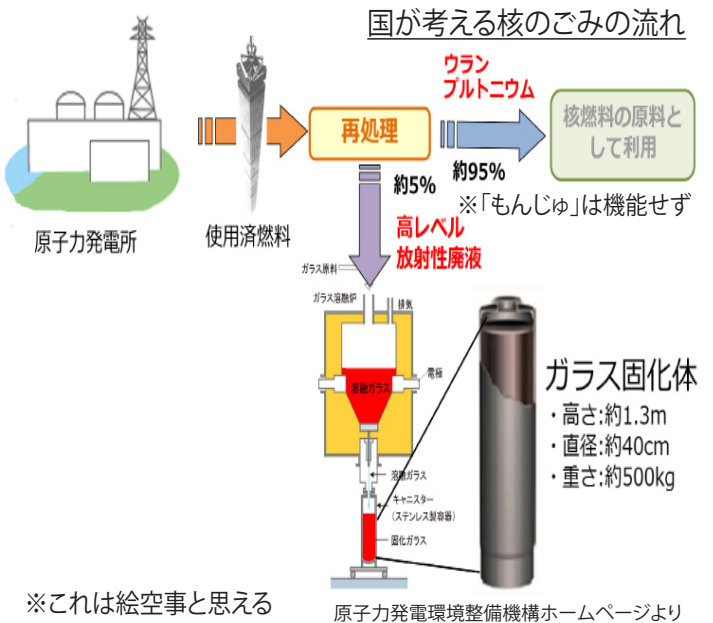 国が考える核のごみの流れ
ウラン
プルトニウム
再処理
核燃料の原料と
して利用
約5%
約95%
※「もんじゅ」は機能せず
原子力発電所
使用済燃料
高レベル
放射性廃液
ガラス原料
ガラス溶融炉
排気
電極
溶融ガラス
ガラス固化体
・高さ:約1.3m
・直径:約40cm
・重さ:約500kg
溶融ガラス
キャニスター
(ステンレス製容器)
固化ガラス
※これは絵空事と思える
原子力発電環境整備機構ホームページより